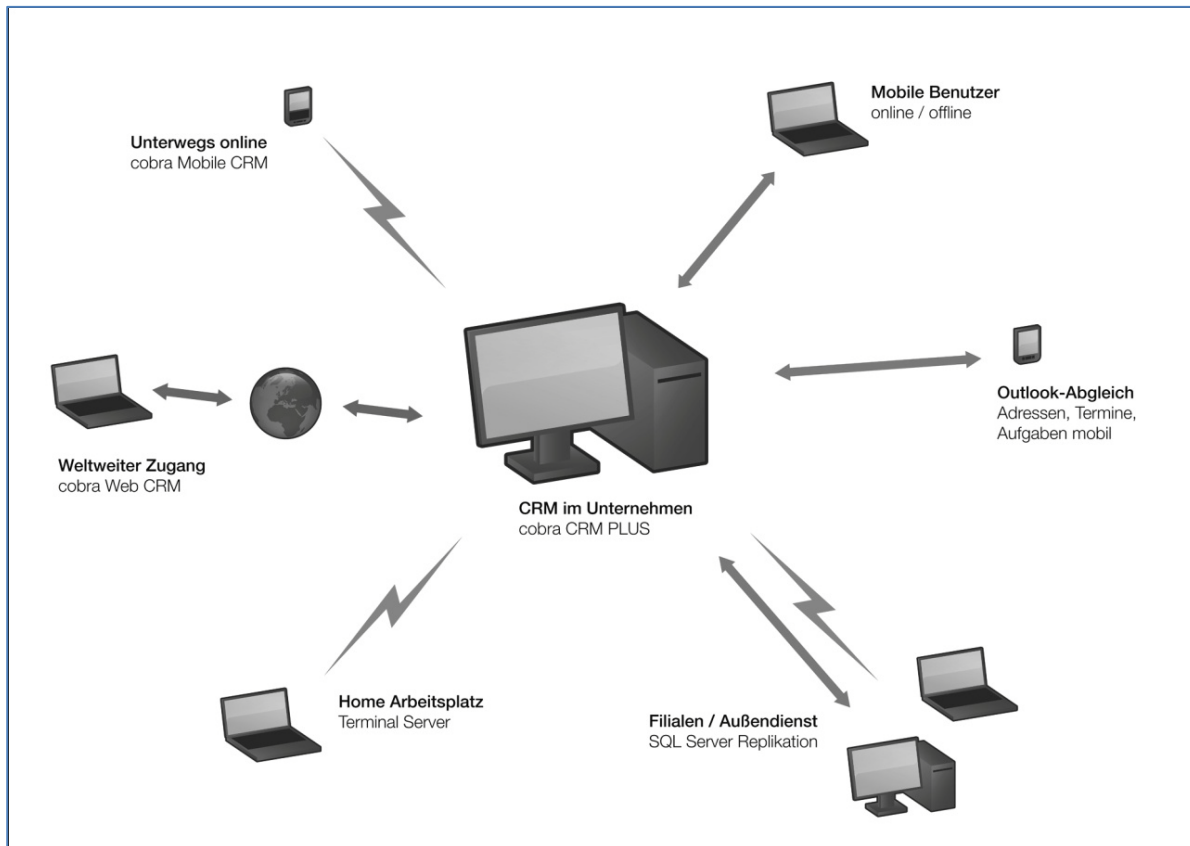 Mobile Benutzer
online / offline
Unterwegs online
cobra Mobile CRM
Outlook-Abgleich
Adressen, Termine,
Aufgaben mobil
Weltweiter Zugang
cobra Web CRM
CRM im Unternehmen
cobra CRM PLUS
Home Arbeitsplatz
Terminal Server
Filialen / Außendienst
SQL Server Replikation